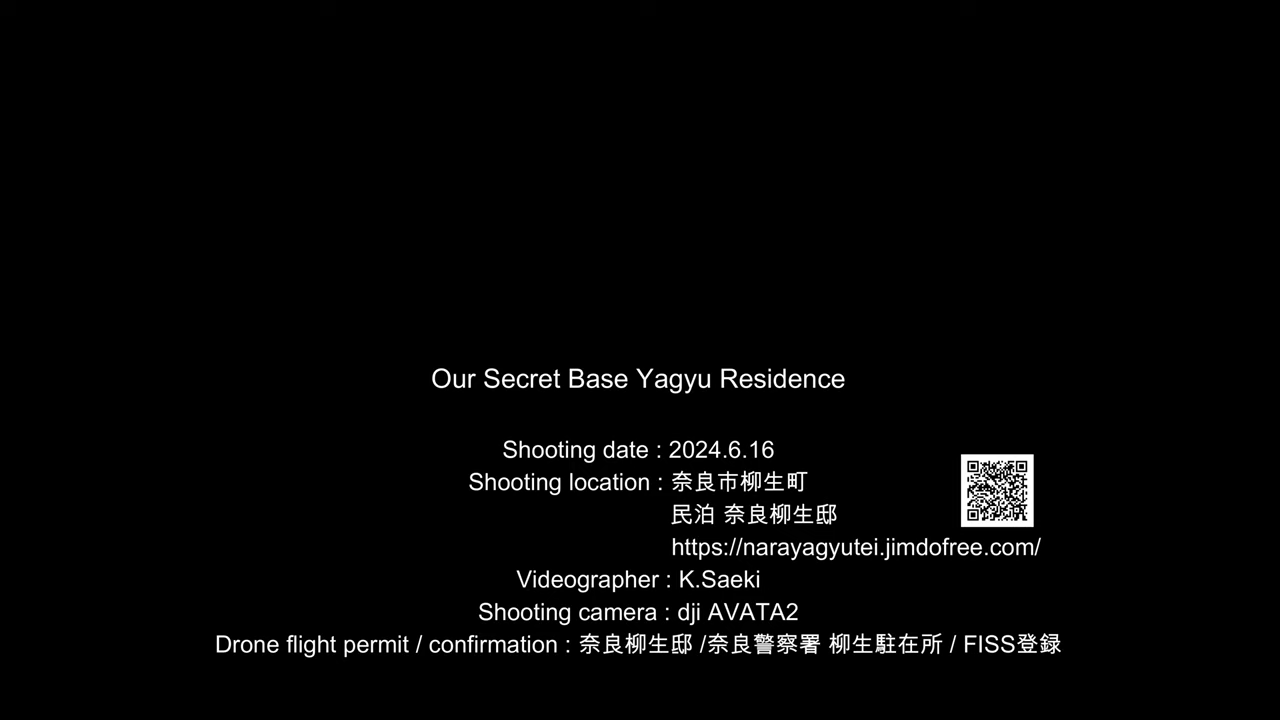 Our Secret Base Yagyu Residence
Shooting date : 2024.6.16
Shooting location : 奈良市柳生町
民泊 奈良柳生邸
https://narayagyutei.jimdofree.com/
Videographer : K.Saeki
Shooting camera : dji AVATA2
Drone flight permit / confirmation : 奈良柳生邸 /奈良警察署 柳生駐在所 / FISS登録